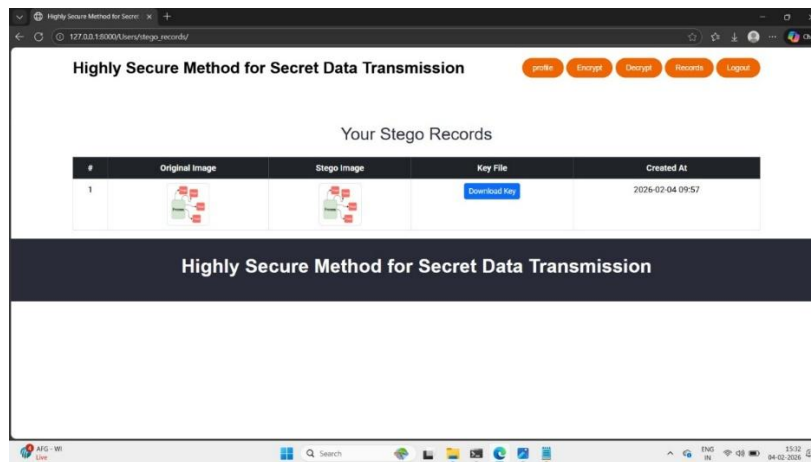 Highly Secure Method for Secret
127.0.0.1:8000/Users/stego_records/
Highly Secure Method for Secret Data Transmission
profile Encrypt Decrypt Records Logout
Your Stego Records
# Original Image Stego Image Key File Created At
1 Download Key 2026-02-04 09:57
Highly Secure Method for Secret Data Transmission
AFG - WI
Live
Search
ENG
IN
15:32
04-02-2026